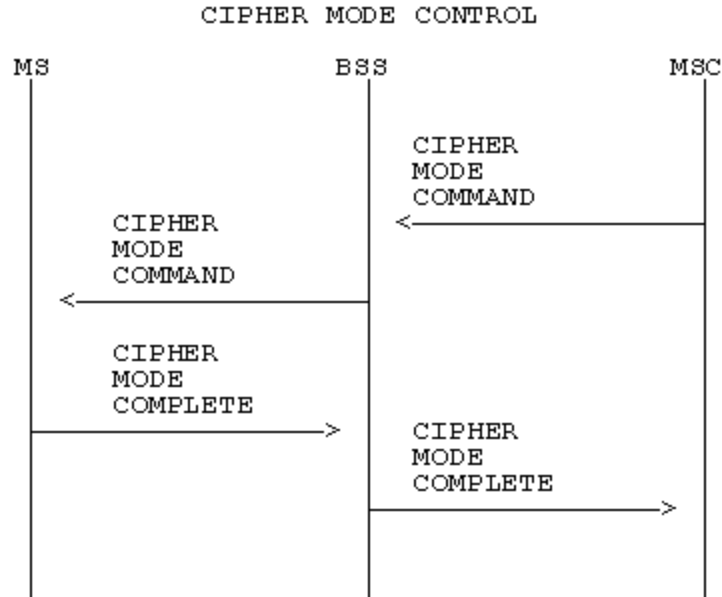 CIPHER MODE CONTROL
MS BSS MSC
CIPHER
MODE
COMMAND
CIPHER
MODE
COMMAND
CIPHER
MODE
COMPLETE
CIPHER
MODE
COMPLETE